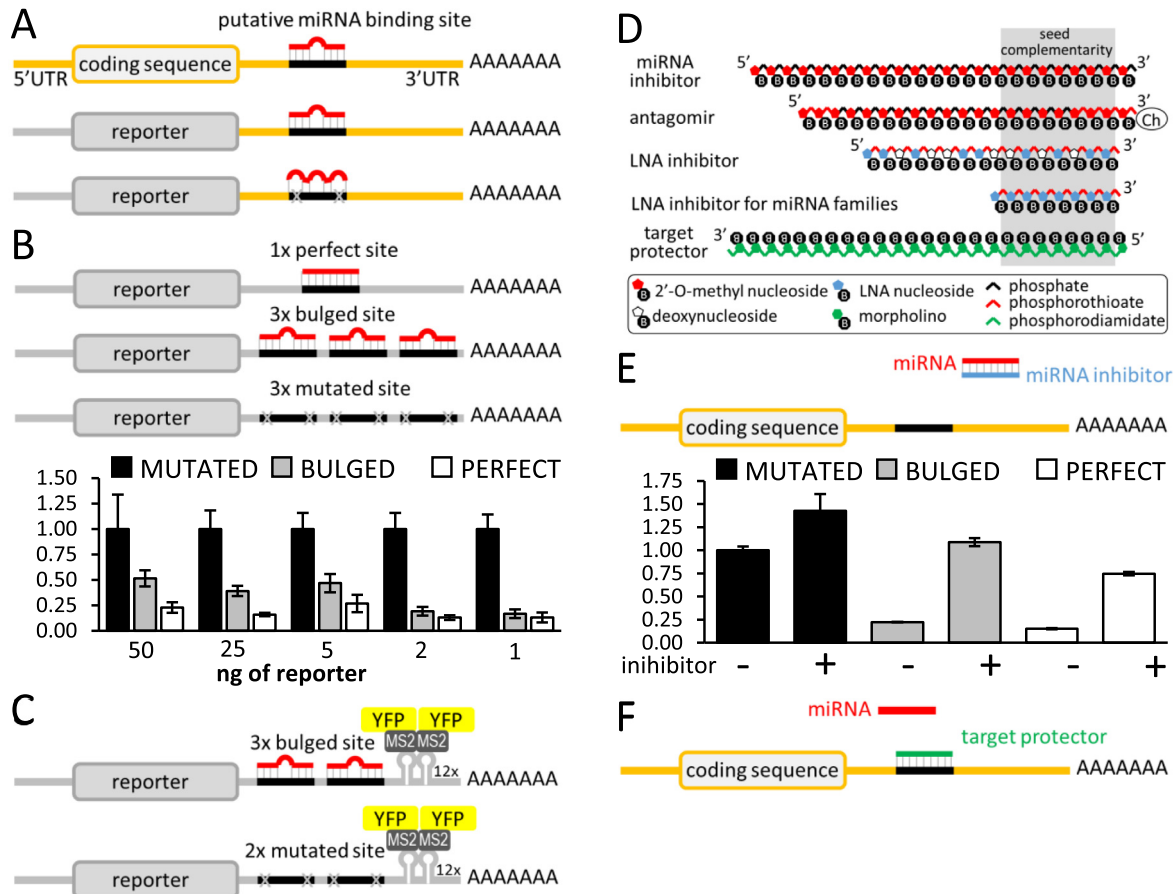 A
putative miRNA binding site
coding sequence
AAAAAAA
5’UTR
3’UTR
reporter
AAAAAAA
reporter
AAAAAAA
B
1x perfect site
reporter
AAAAAAA
3x bulged site
reporter
AAAAAAA
3x mutated site
reporter
AAAAAAA
MUTATED BULGED PERFECT
1.50
1.25
1.00
0.75
0.50
0.25
0.00
50 25 5 2 1
ng of reporter
C
YFP YFP
3x bulged site
MS2 MS2
reporter
12x
AAAAAAA
YFP YFP
2x mutated site
MS2 MS2
reporter
12x
AAAAAAA
D
seed
complementarity
miRNA
inhibitor
5’ 3’
B B B B B B B B B B B B B B B B B B B B B B B B
antagomir
5’ 3’
B B B B B B B B B B B B B B B B B B B B B
Ch
LNA inhibitor
5’ 3’
B B B B B B B B B B B B B B B B
LNA inhibitor for miRNA families
3’
B B B B B B B B
target
protector
3’ 5’
B B B B B B B B B B B B B B B B B B B B B B B B B
B 2’-O-methyl nucleoside
B LNA nucleoside
phosphate
phosphorothioate
B deoxynucleoside
B morpholino
phosphorodiamidate
E
miRNA
miRNA inhibitor
coding sequence
AAAAAAA
MUTATED BULGED PERFECT
1.75
1.50
1.25
1.00
0.75
0.50
0.25
0.00
inihibitor - + - + - +
F
miRNA
target protector
coding sequence
AAAAAAA